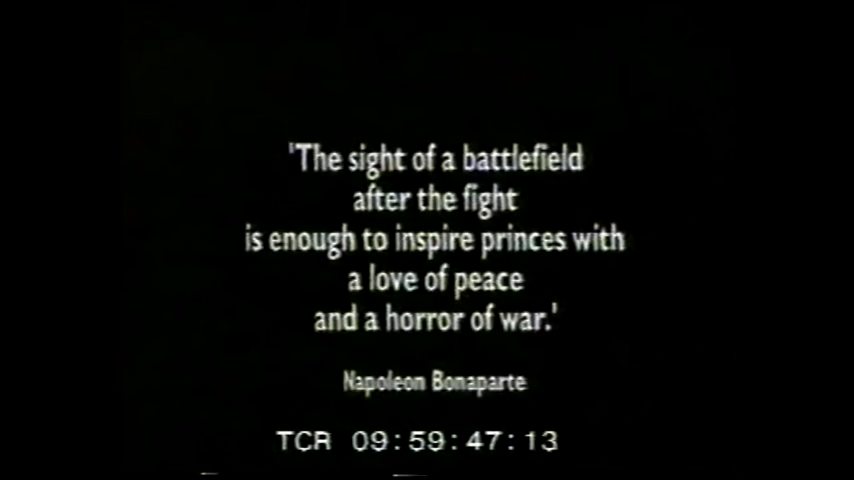 'The sight of a battlefield
after the fight
is enough to inspire princes with
a love of peace
and a horror of war.'
Napoleon Bonaparte
TCR 09:59:47:13